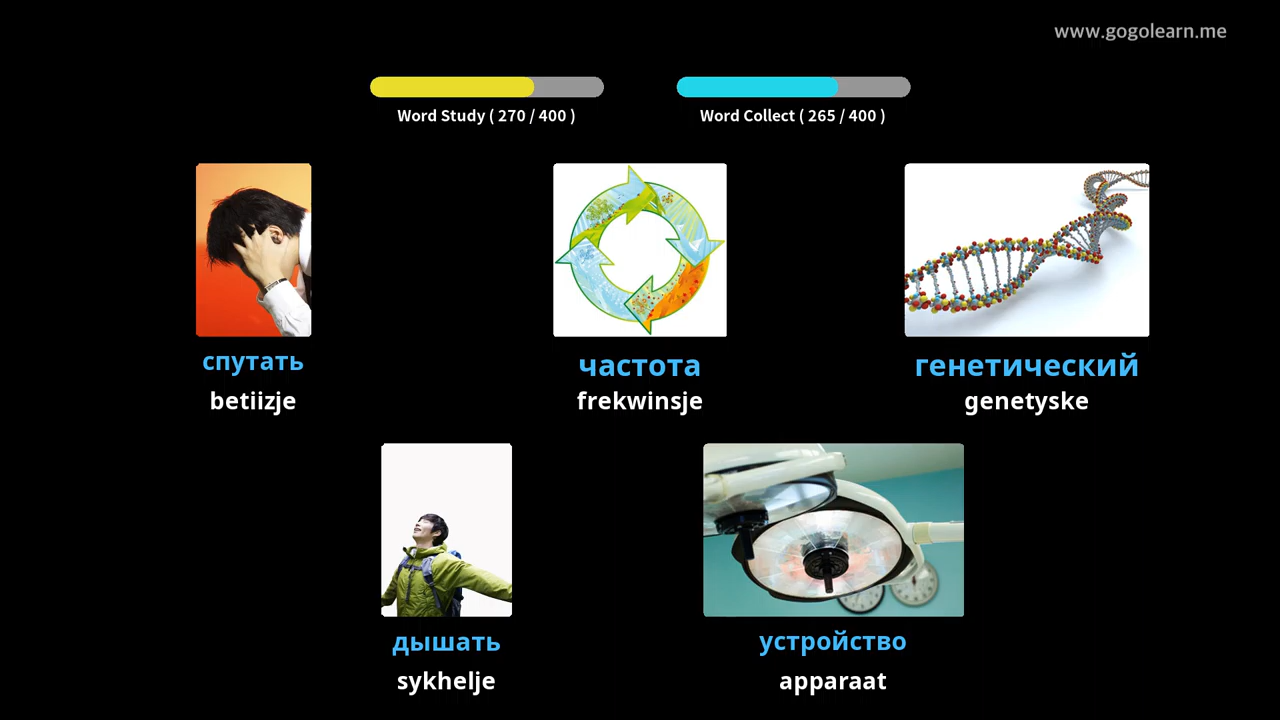 www.gogolearn.me
Word Study ( 270 / 400 )
Word Collect ( 265 / 400 )
спутать
betiizje
частота
frekwinsje
генетический
genetyske
дышать
sykhelje
устройство
apparaat